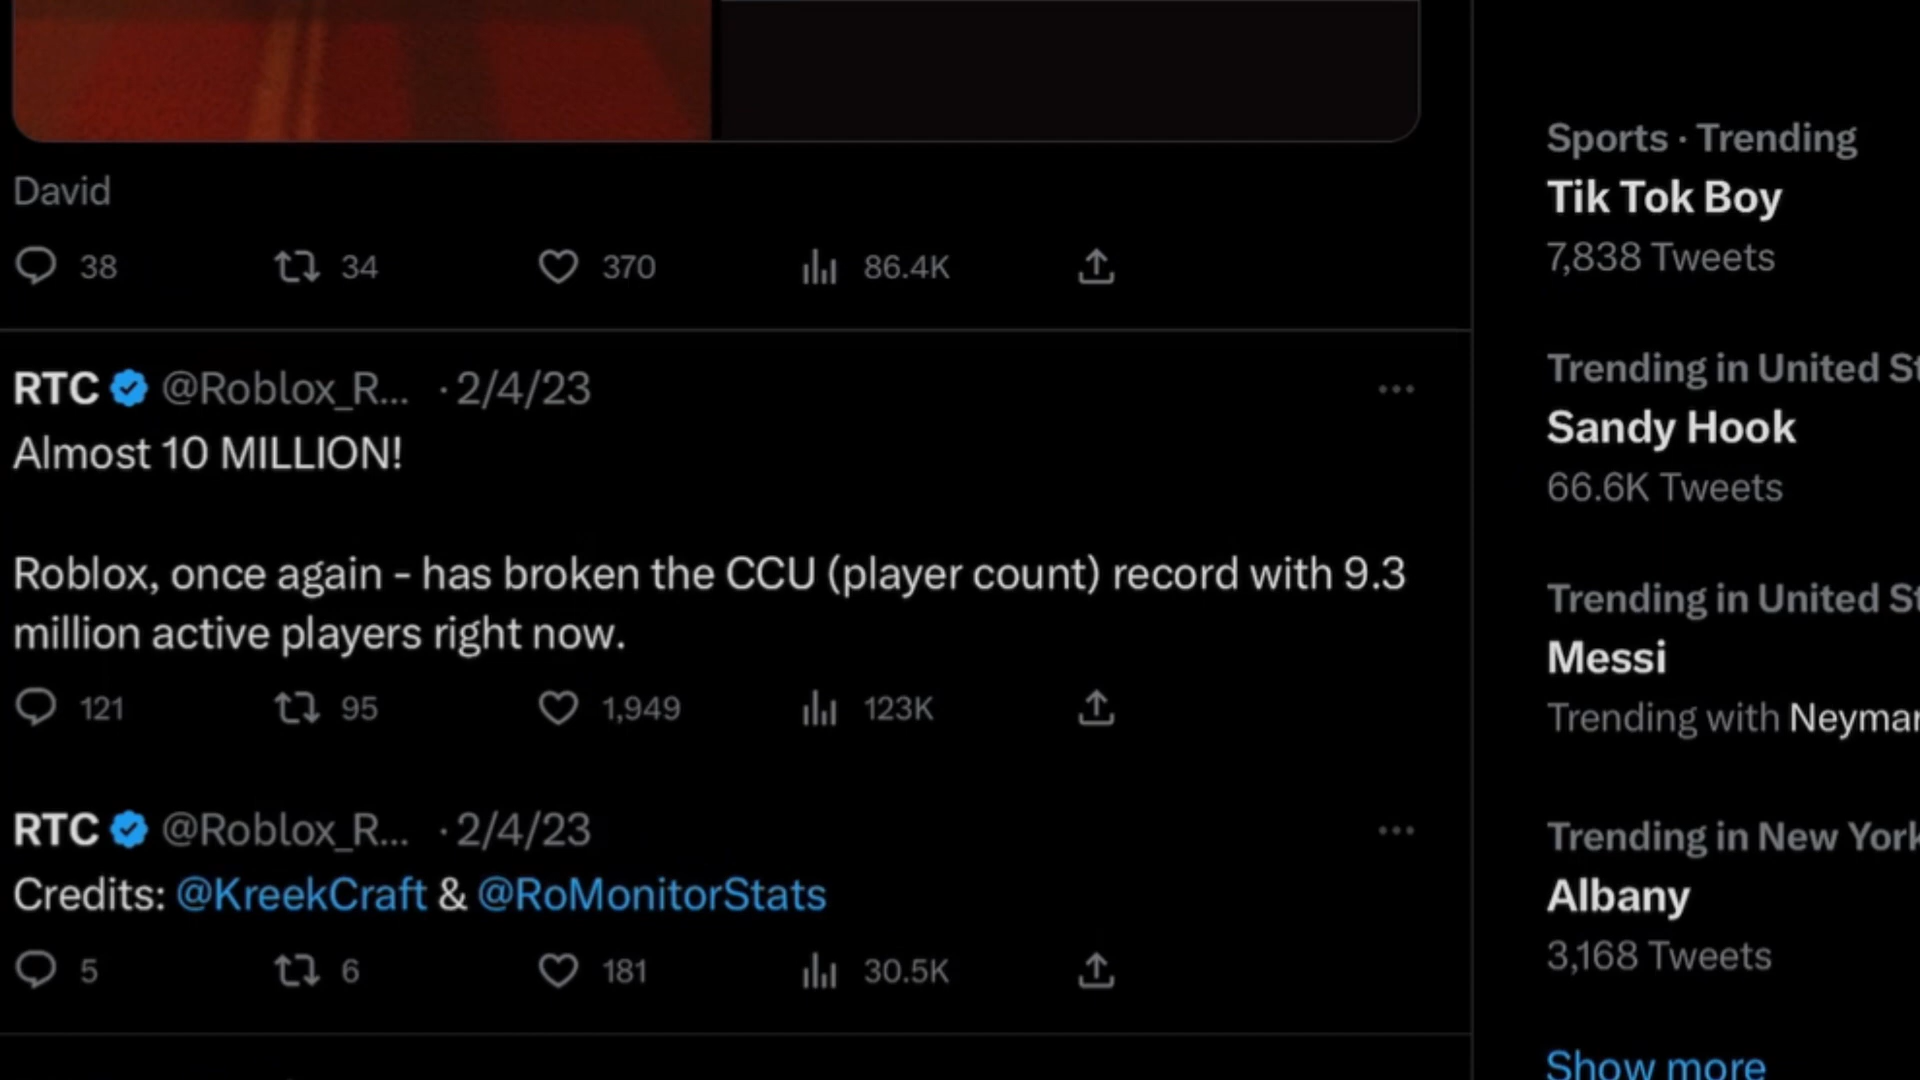 David
38 34 370 86.4K
RTC @Roblox_R... · 2/4/23
Almost 10 MILLION!
Roblox, once again - has broken the CCU (player count) record with 9.3
million active players right now.
121 95 1,949 123K
RTC @Roblox_R... · 2/4/23
Credits: @KreekCraft & @RoMonitorStats
5 6 181 30.5K
Sports · Trending
Tik Tok Boy
7,838 Tweets
Trending in United St
Sandy Hook
66.6K Tweets
Trending in United St
Messi
Trending with Neymar
Trending in New York
Albany
3,168 Tweets
Show more